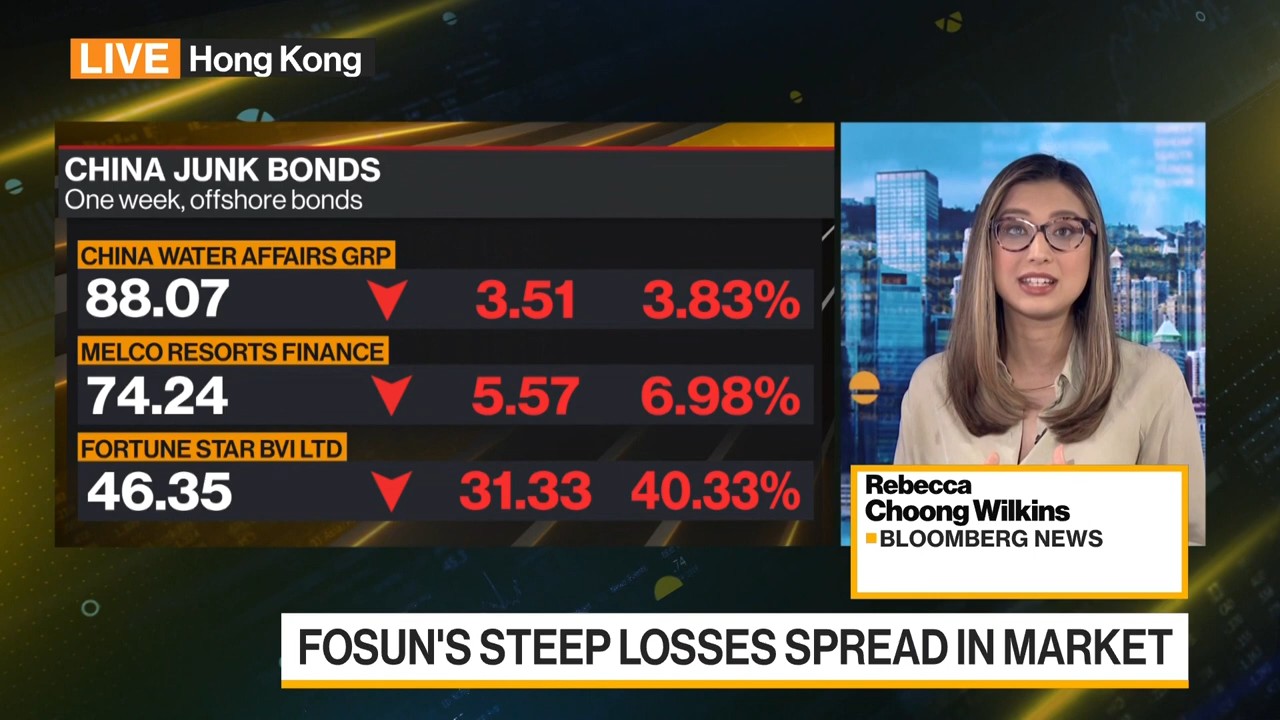 LIVE Hong Kong
CHINA JUNK BONDS
One week, offshore bonds
CHINA WATER AFFAIRS GRP
88.07 3.51 3.83%
MELCO RESORTS FINANCE
74.24 5.57 6.98%
FORTUNE STAR BVI LTD
46.35 31.33 40.33%
Rebecca
Choong Wilkins
BLOOMBERG NEWS
FOSUN'S STEEP LOSSES SPREAD IN MARKET